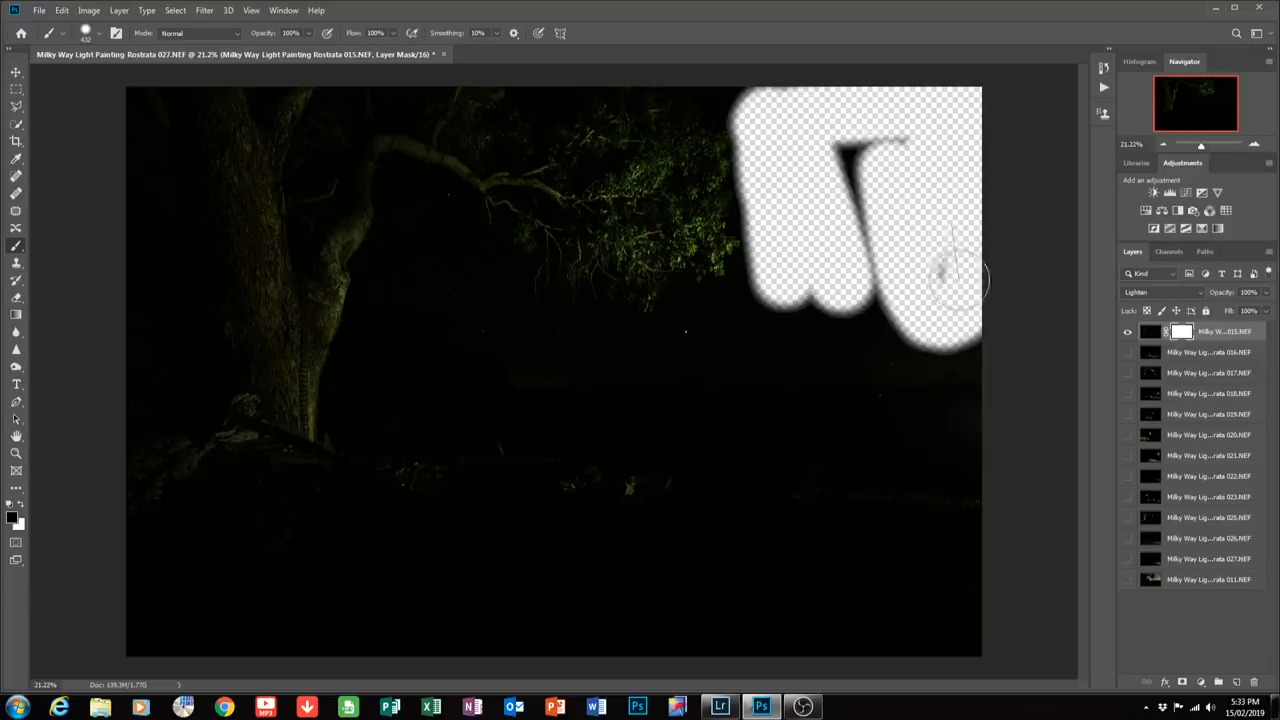 File Edit Image Layer Type Select Filter 3D View Window Help
432 Mode: Normal Opacity: 100% Flow: 100% Smoothing: 10%
Milky Way Light Painting Rostrata 027.NEF @ 21.2% (Milky Way Light Painting Rostrata 015.NEF, Layer Mask/16) *
Histogram Navigator
21.22%
Libraries Adjustments
Add an adjustment
Layers Channels Paths
Kind
Lighten Opacity: 100%
Lock: Fill: 100%
Milky W...015.NEF
Milky Way Lig...rata 016.NEF
Milky Way Lig...rata 017.NEF
Milky Way Lig...rata 018.NEF
Milky Way Lig...rata 019.NEF
Milky Way Lig...rata 020.NEF
Milky Way Lig...rata 021.NEF
Milky Way Lig...rata 022.NEF
Milky Way Lig...rata 023.NEF
Milky Way Lig...rata 025.NEF
Milky Way Lig...rata 026.NEF
Milky Way Lig...rata 027.NEF
Milky Way Lig...rata 011.NEF
21.22% Doc: 139.3M/1.77G
5:33 PM
15/02/2019